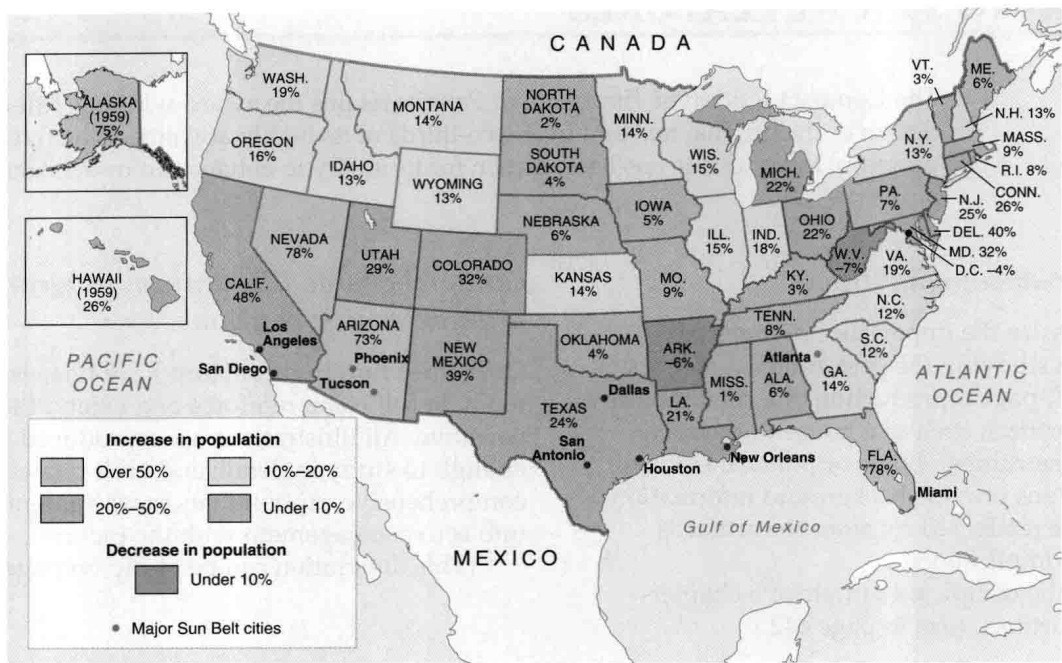 CANADA
ALASKA
(1959)
75%
HAWAII
(1959)
26%
WASH.
19%
OREGON
16%
MONTANA
14%
IDAHO
13%
WYOMING
13%
NORTH
DAKOTA
2%
SOUTH
DAKOTA
4%
MINN.
14%
WIS.
15%
MICH.
22%
IOWA
5%
NEBRASKA
6%
NEVADA
78%
UTAH
29%
COLORADO
32%
CALIF.
48%
KANSAS
14%
MO.
9%
ILL.
15%
IND.
18%
OHIO
22%
KY.
3%
W.V.
–7%
VT.
3%
ME.
6%
N.H. 13%
MASS.
9%
R.I. 8%
CONN.
26%
N.Y.
13%
PA.
7%
N.J.
25%
DEL. 40%
MD. 32%
D.C. –4%
VA.
19%
N.C.
12%
S.C.
12%
TENN.
8%
ARIZONA
73%
NEW
MEXICO
39%
OKLAHOMA
4%
ARK.
–6%
TEXAS
24%
LA.
21%
MISS.
1%
ALA.
6%
GA.
14%
FLA.
778%
Los
Angeles
San Diego
Phoenix
Tucson
Dallas
San
Antonio
Houston
New Orleans
Atlanta
Miami
PACIFIC
OCEAN
ATLANTIC
OCEAN
Gulf of Mexico
MEXICO
Increase in population
Over 50%
10%–20%
20%–50%
Under 10%
Decrease in population
Under 10%
Major Sun Belt cities